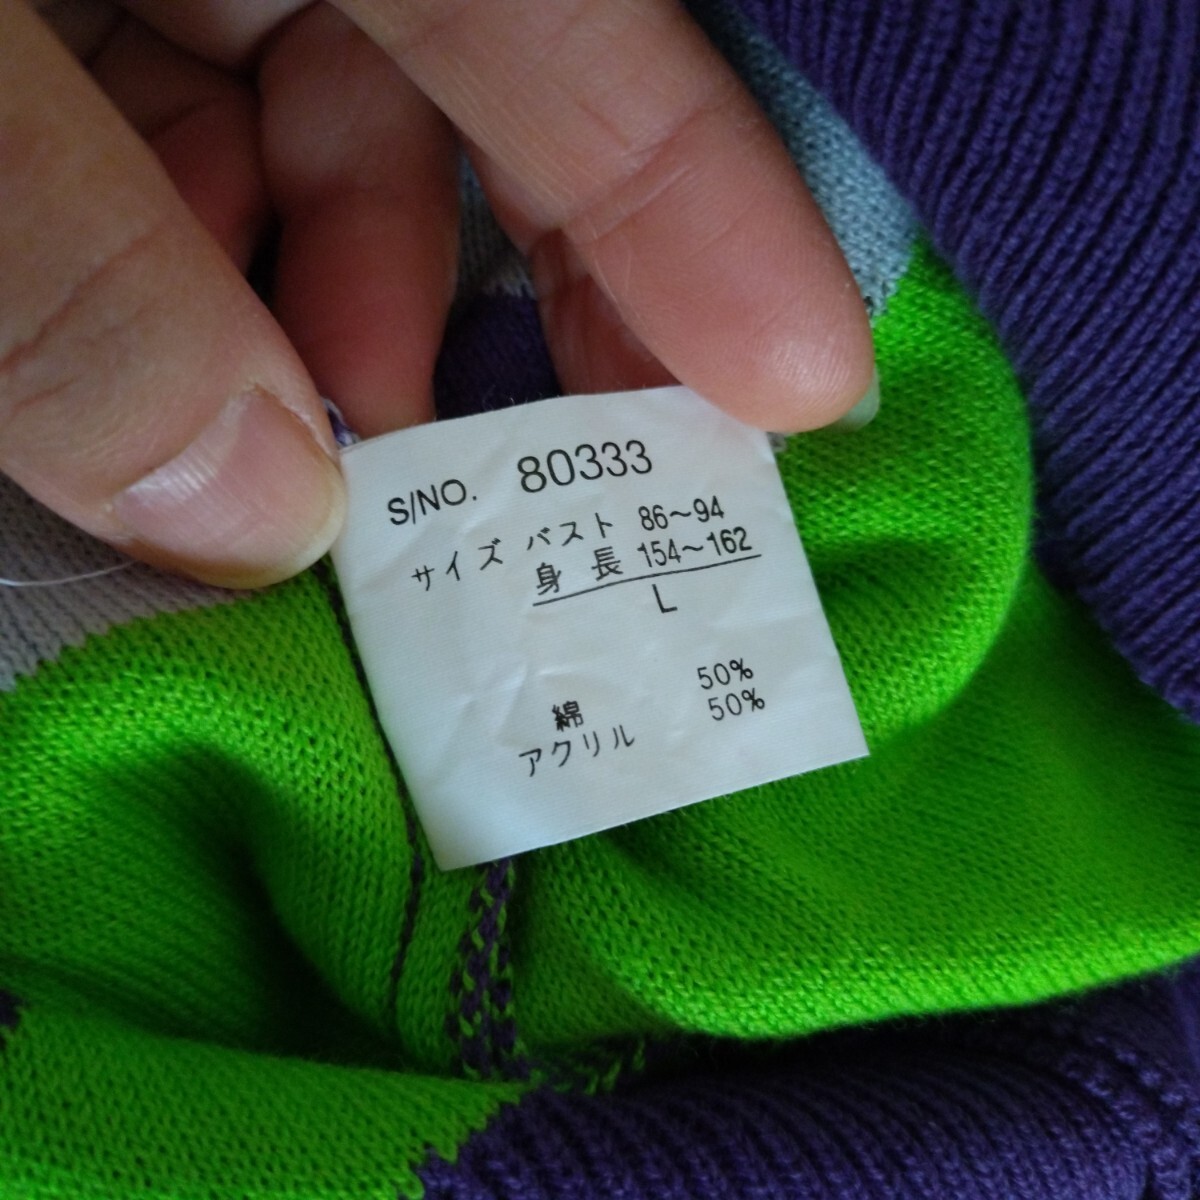 S/NO. 80333
サイズ バスト 86～94
身長 154～162
L
綿 50%
アクリル 50%